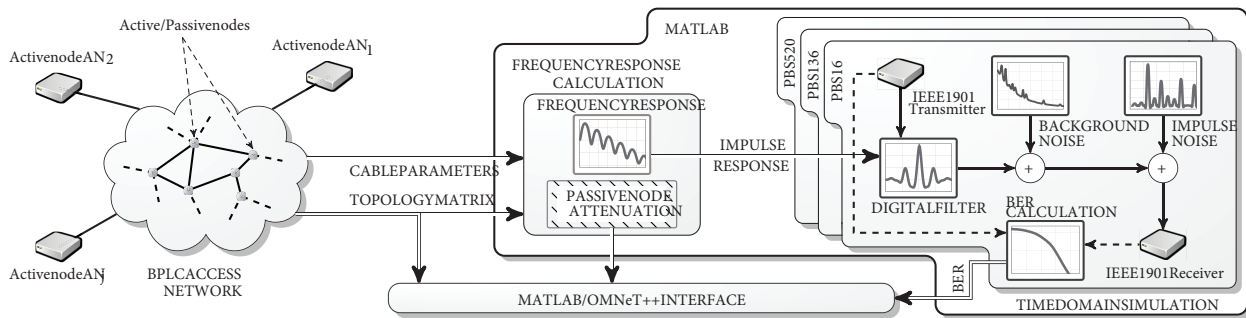 Active/Passivenodes
ActivenodeAN1
ActivenodeAN2
ActivenodeANj
BPLCACCESS
NETWORK
CABLEPARAMETERS
TOPOLOGYMATRIX
MATLAB
FREQUENCYRESPONSE
CALCULATION
FREQUENCYRESPONSE
PASSIVENODE
ATTENUATION
IMPULSE
RESPONSE
PBS520
PBS136
PBS16
IEEE1901
Transmitter
BACKGROUND
NOISE
IMPULSE
NOISE
+
+
DIGITALFILTER
BER
CALCULATION
IEEE1901Receiver
BER
MATLAB/OMNeT++INTERFACE
TIMEDOMAINSIMULATION